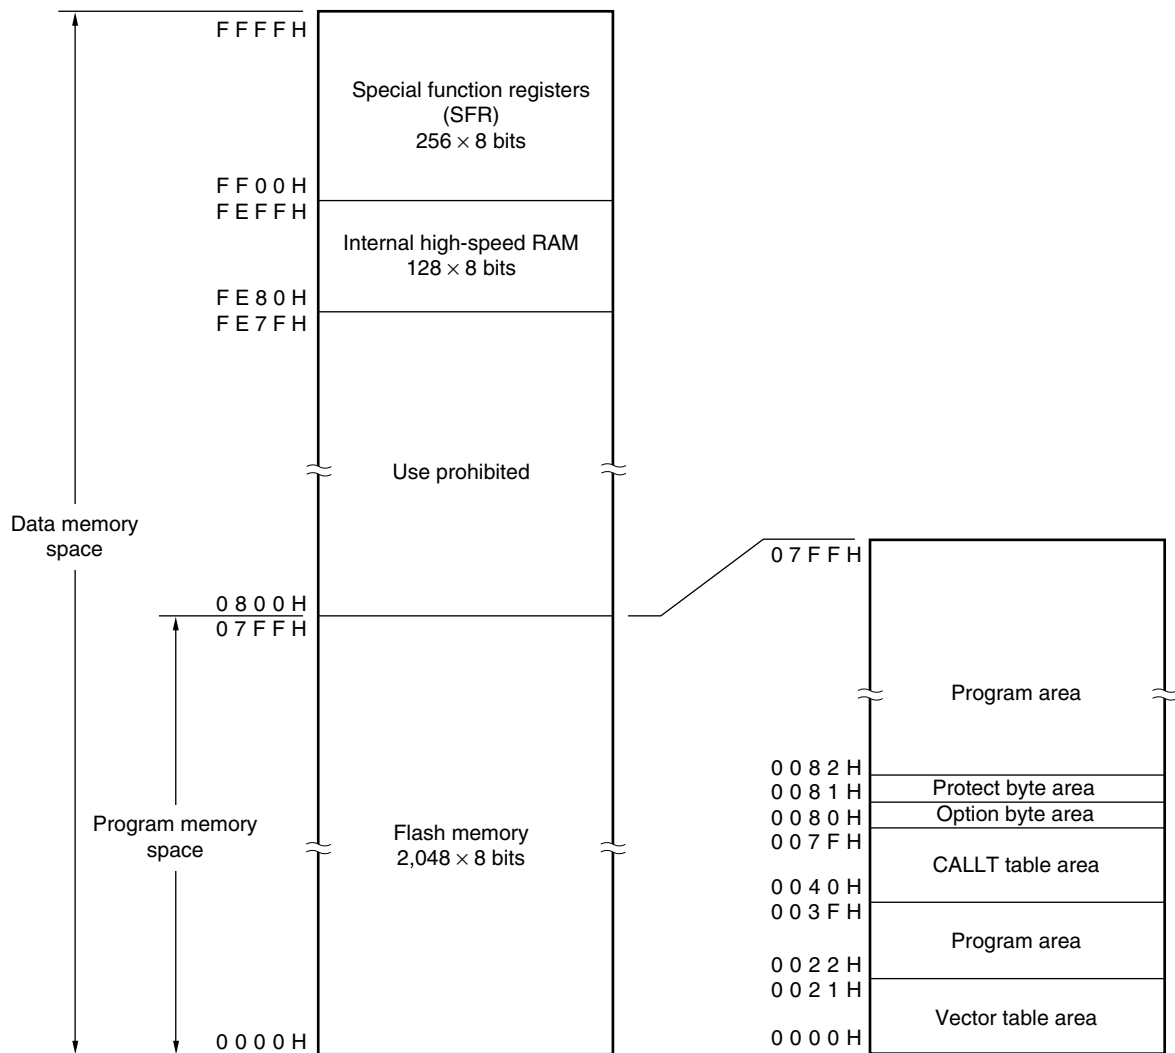 FFFFH
Special function registers
(SFR)
256 × 8 bits
FF00H
FEFFH
Internal high-speed RAM
128 × 8 bits
FE80H
FE7FH
Use prohibited
Data memory
space
0800H
07FFH
Program memory
space
Flash memory
2,048 × 8 bits
0000H
07FFH
Program area
0082H
0081H
Protect byte area
0080H
Option byte area
007FH
CALLT table area
0040H
003FH
Program area
0022H
0021H
Vector table area
0000H